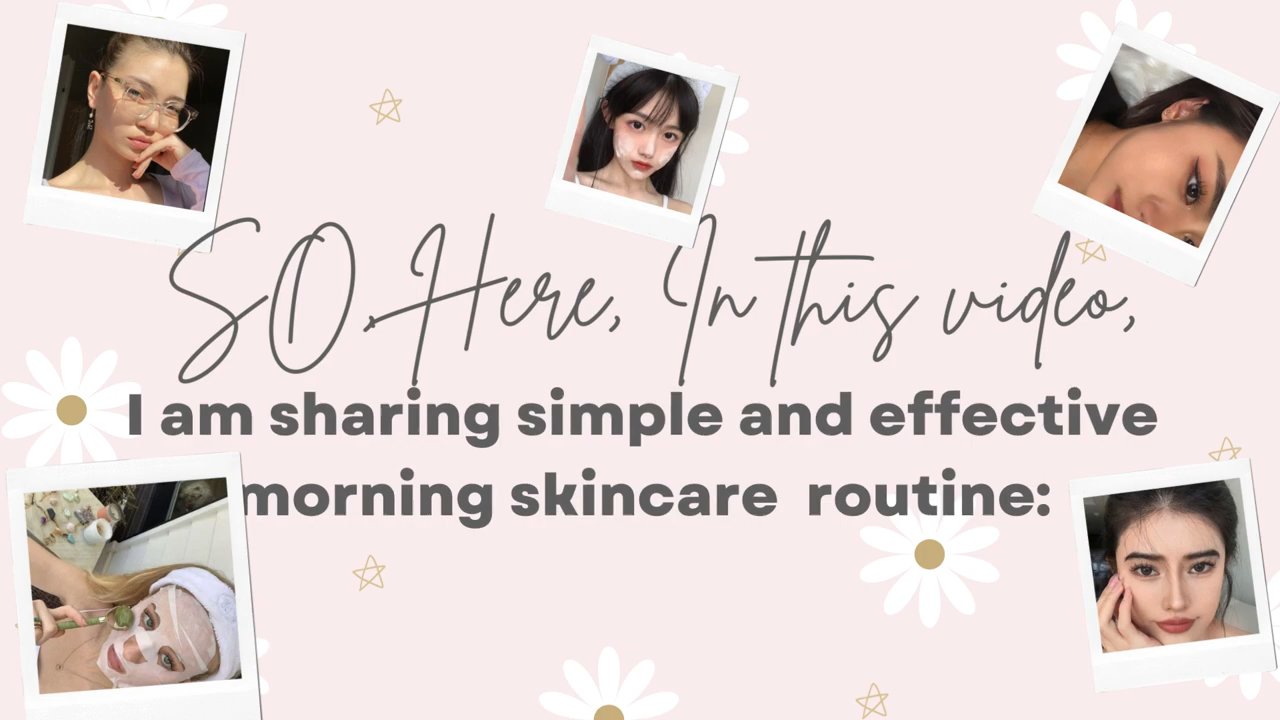 SO,Here, In this video,
I am sharing simple and effective
morning skincare routine: